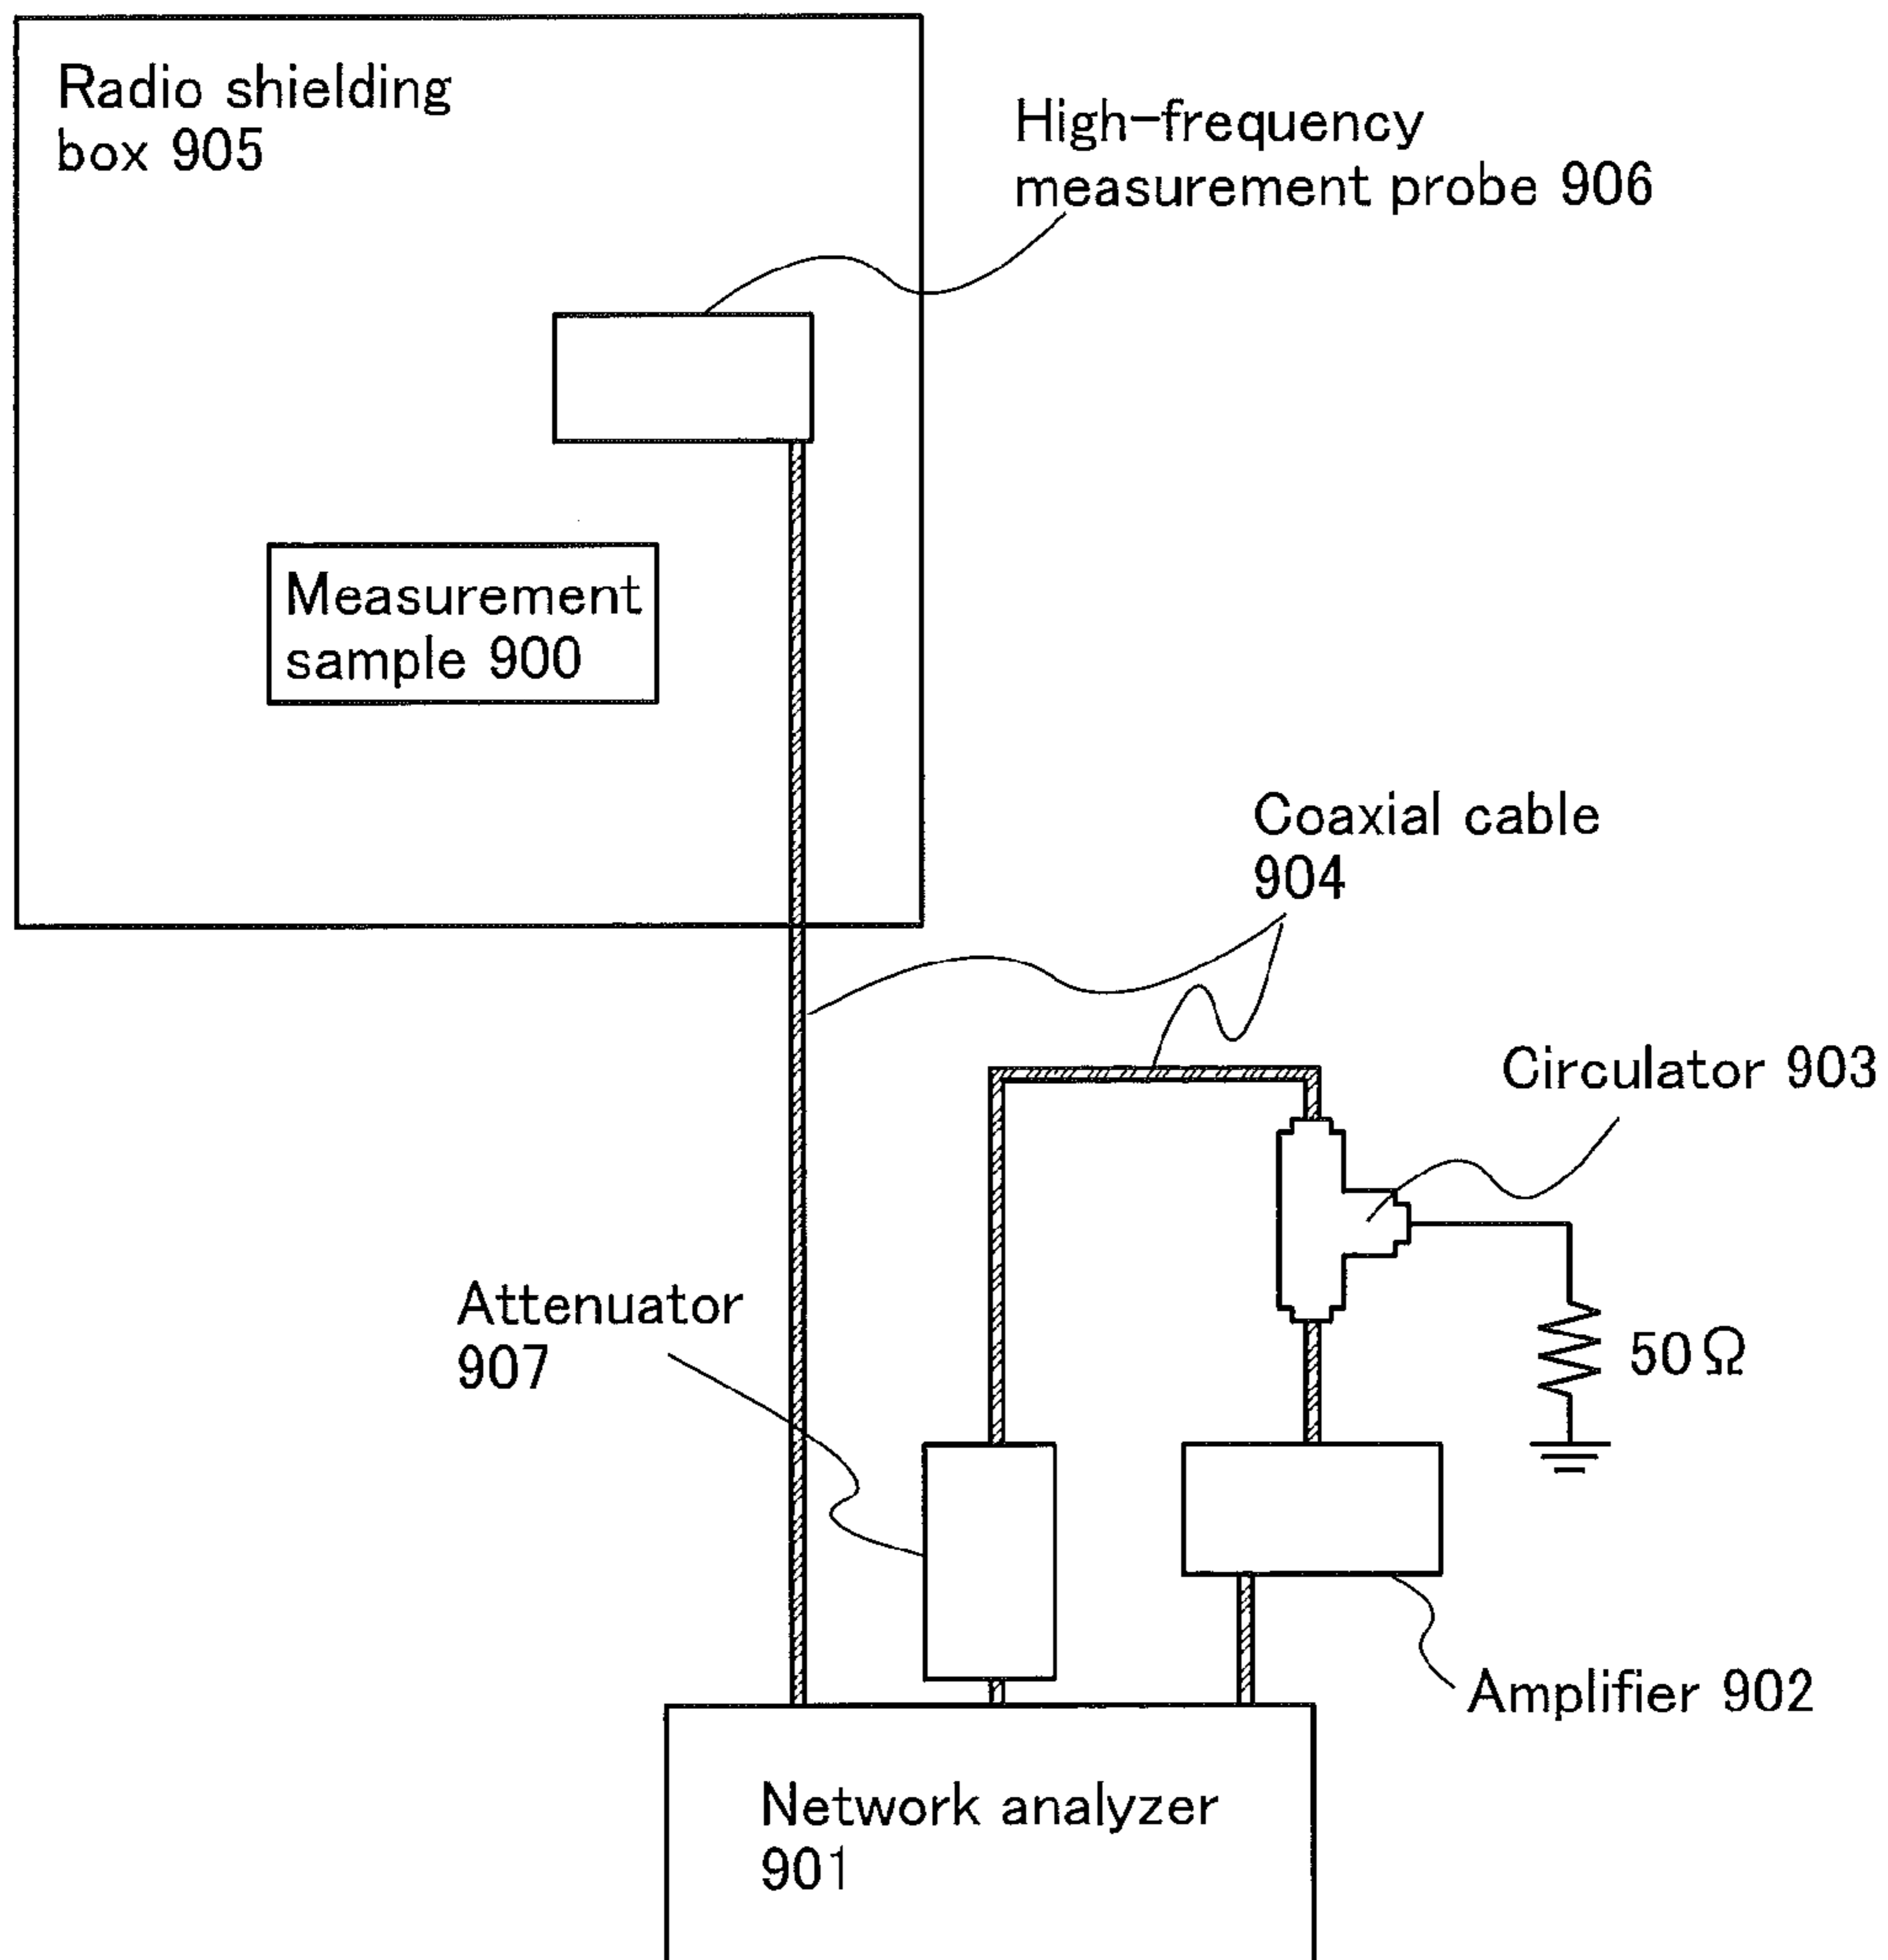 Radio shielding
box 905
High-frequency
measurement probe 906
Measurement
sample 900
Coaxial cable
904
Circulator 903
Attenuator
907
50Ω
Amplifier 902
Network analyzer
901